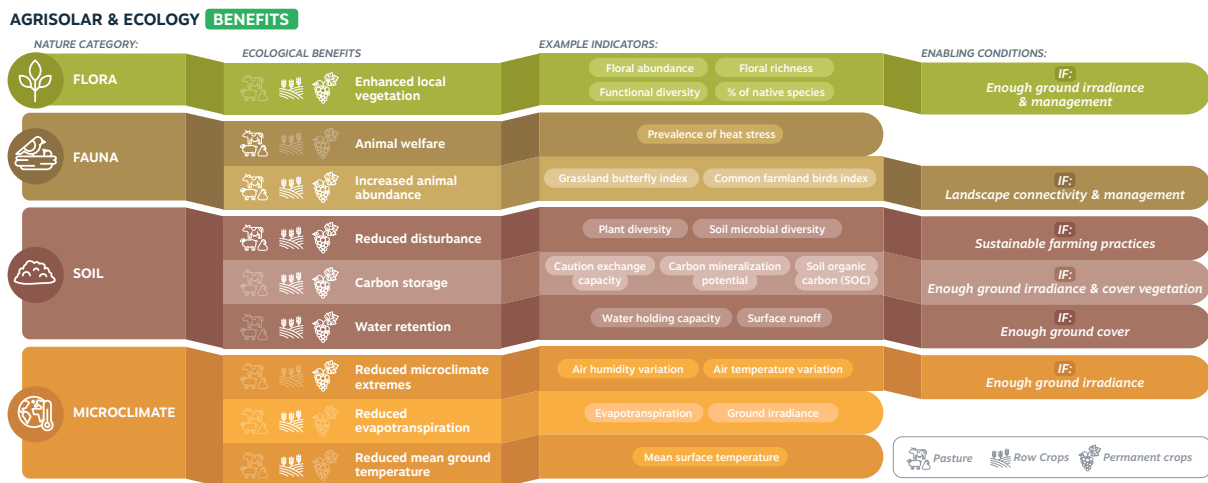 AGRISOLAR & ECOLOGY BENEFITS
NATURE CATEGORY:
ECOLOGICAL BENEFITS
EXAMPLE INDICATORS:
ENABLING CONDITIONS:
FLORA
Enhanced local
vegetation
Floral abundance
Floral richness
Functional diversity
% of native species
IF:
Enough ground irradiance
& management
FAUNA
Animal welfare
Prevalence of heat stress
Increased animal
abundance
Grassland butterfly index
Common farmland birds index
IF:
Landscape connectivity & management
SOIL
Reduced disturbance
Plant diversity
Soil microbial diversity
IF:
Sustainable farming practices
Carbon storage
Caution exchange
capacity
Carbon mineralization
potential
Soil organic
carbon (SOC)
IF:
Enough ground irradiance & cover vegetation
Water retention
Water holding capacity
Surface runoff
IF:
Enough ground cover
MICROCLIMATE
Reduced microclimate
extremes
Air humidity variation
Air temperature variation
IF:
Enough ground irradiance
Reduced
evapotranspiration
Evapotranspiration
Ground irradiance
Reduced mean ground
temperature
Mean surface temperature
Pasture
Row Crops
Permanent crops